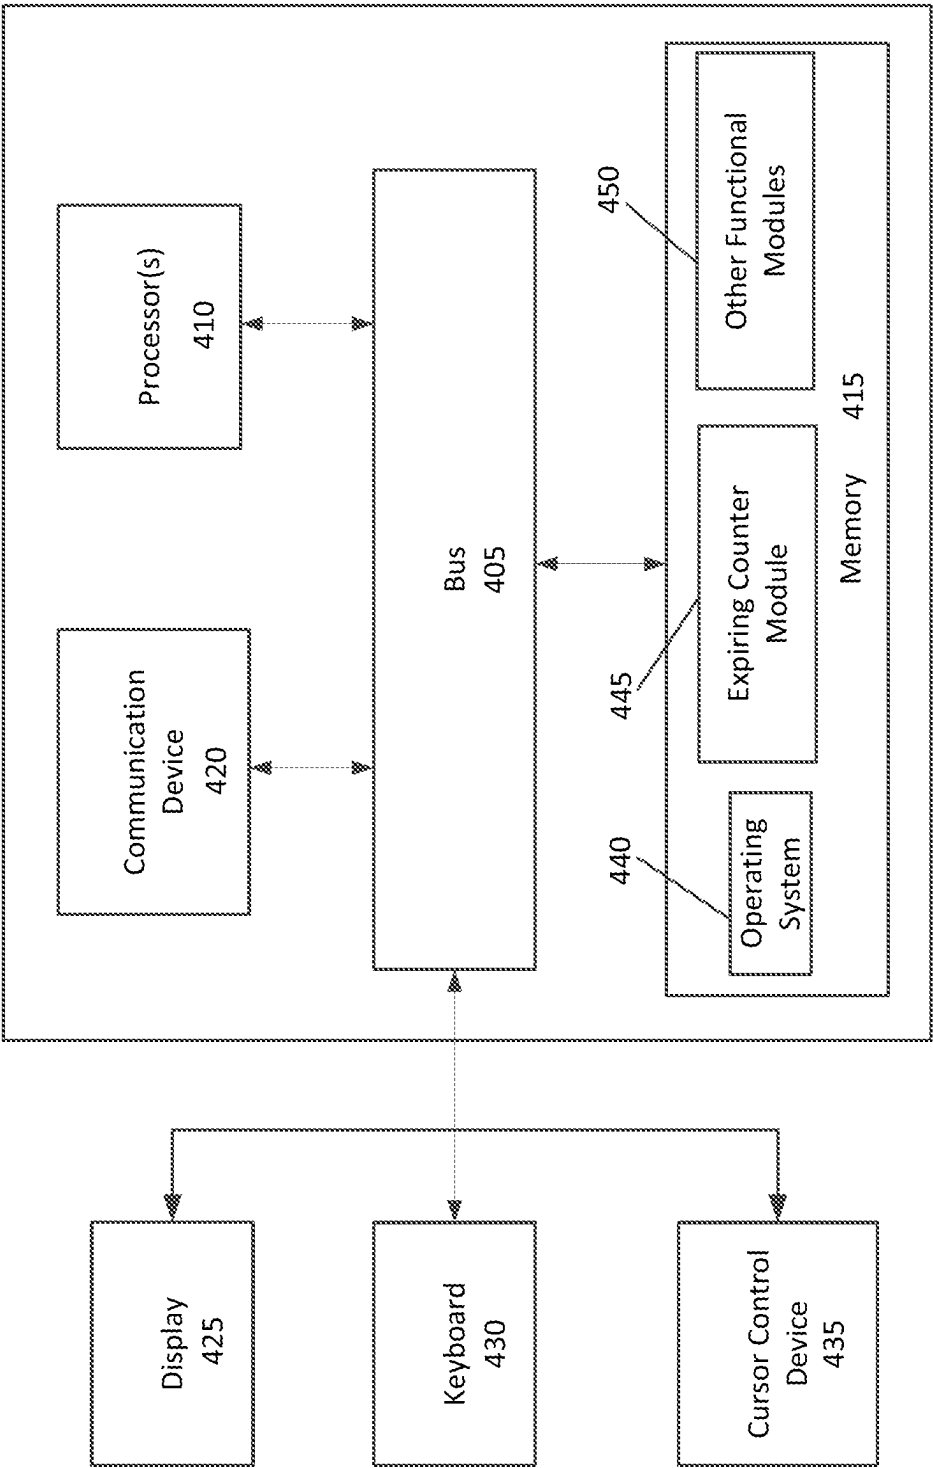 Display
425
Keyboard
430
Cursor Control
Device
435
Communication
Device
420
Processor(s)
410
Bus
405
440
445
450
Operating
System
Expiring Counter
Module
Other Functional
Modules
Memory 415